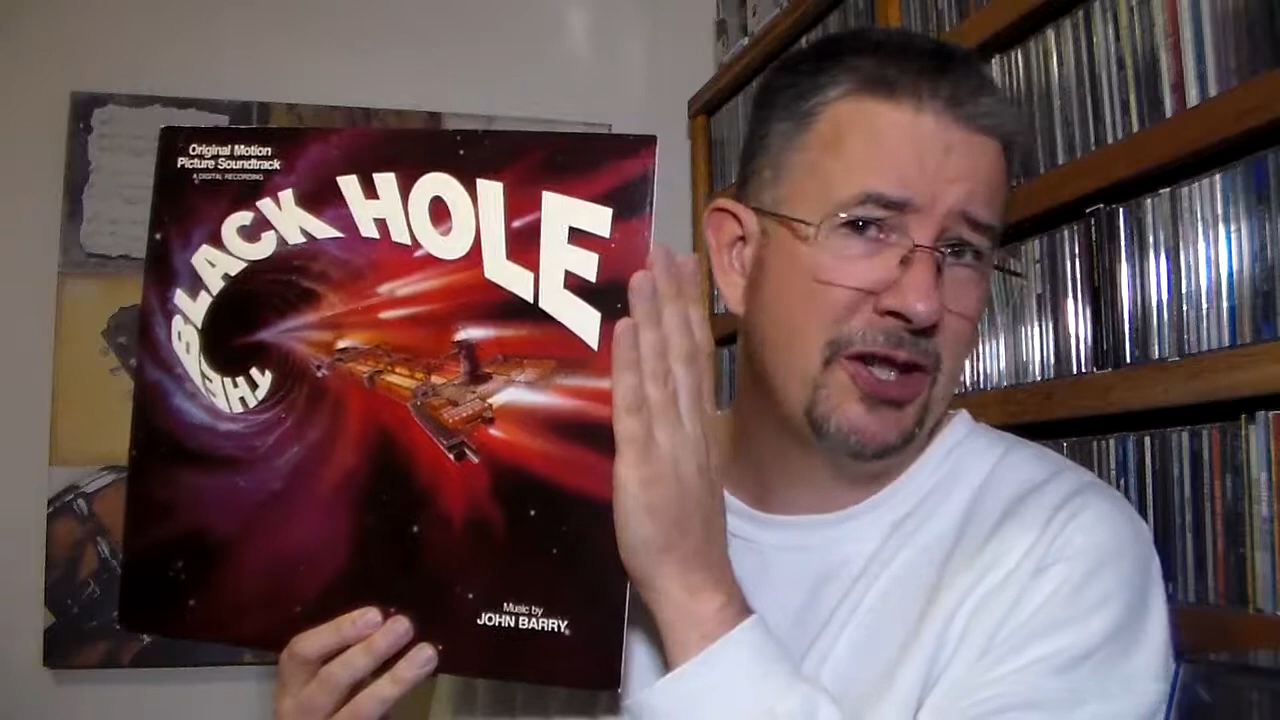 Original Motion
Picture Soundtrack
A DIGITAL RECORDING
THE BLACK HOLE
Music by
JOHN BARRY